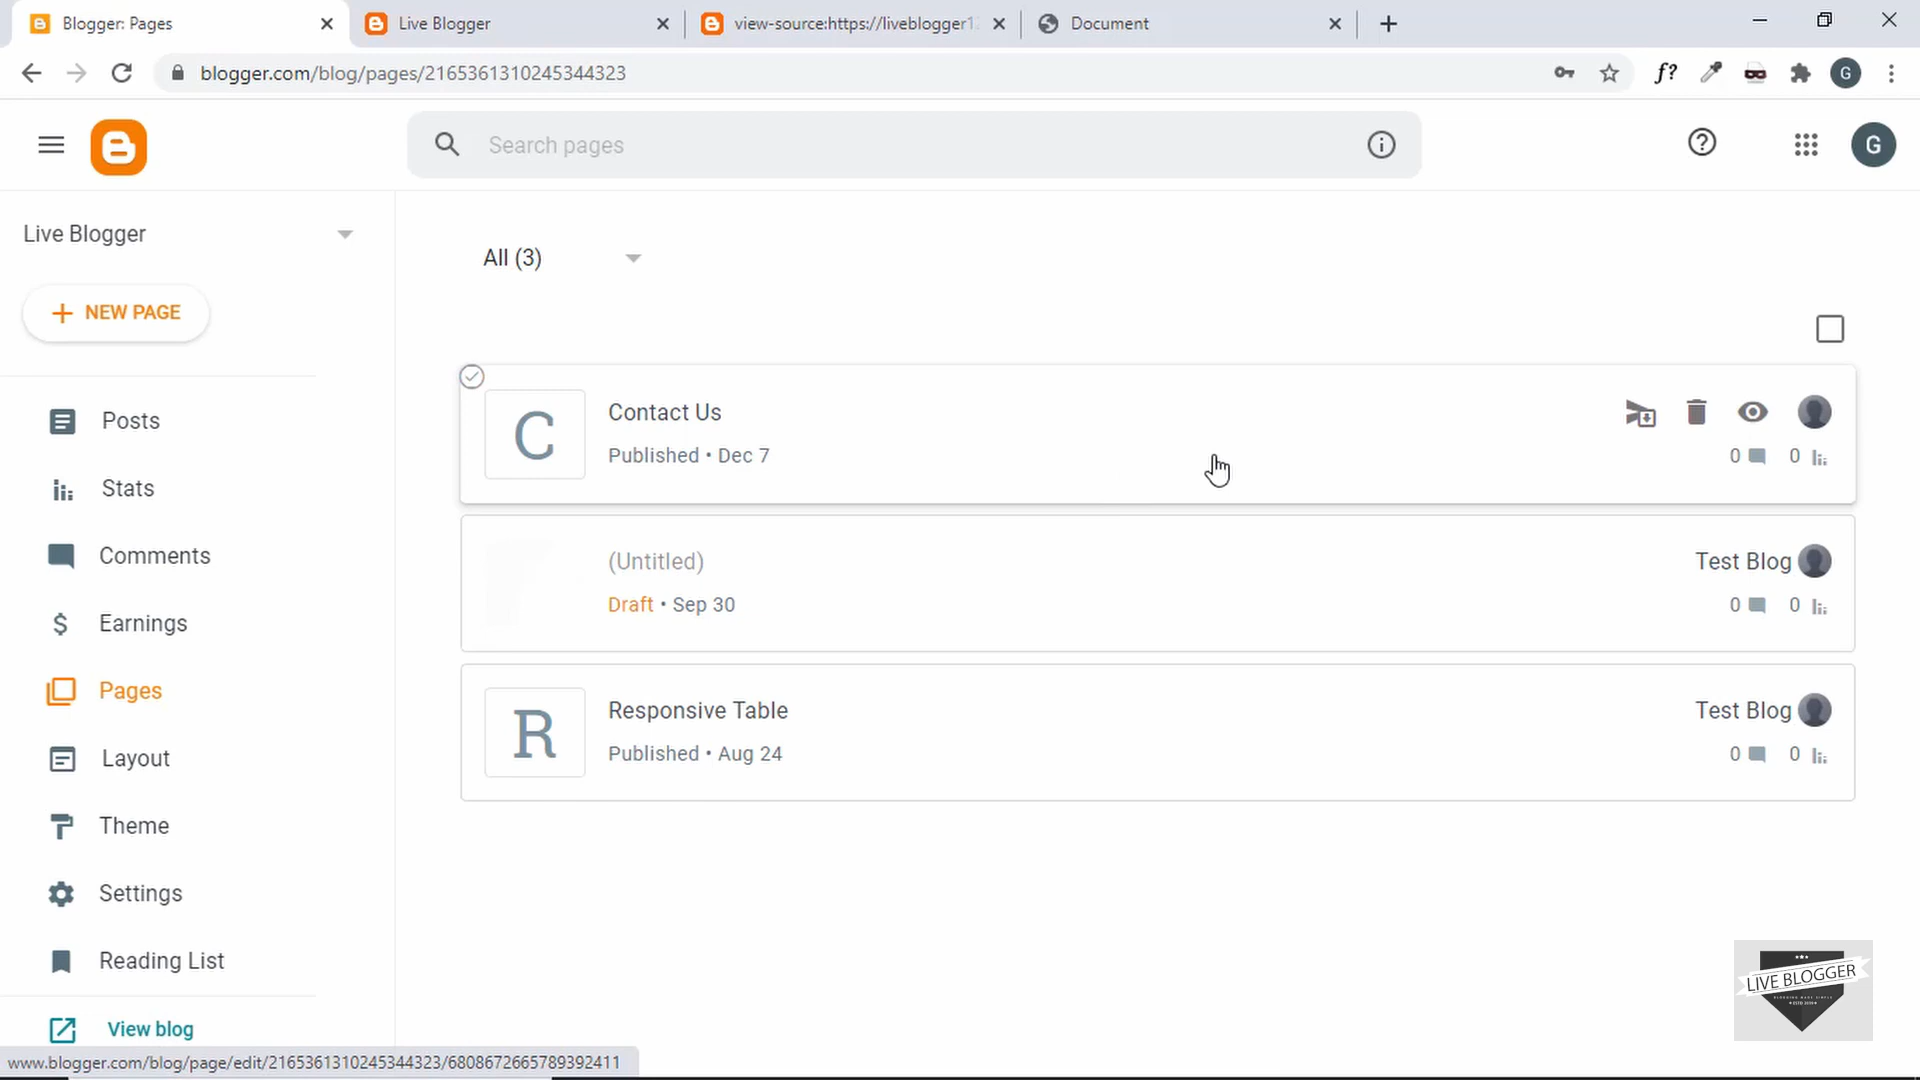 Blogger: Pages
Live Blogger
view-source:https://liveblogger1
Document
blogger.com/blog/pages/2165361310245344323
f?
G
Search pages
G
Live Blogger
All (3)
NEW PAGE
Posts
Stats
Comments
Earnings
Pages
Layout
Theme
Settings
Reading List
View blog
C
Contact Us
Published • Dec 7
0
0
(Untitled)
Draft • Sep 30
Test Blog
0
0
R
Responsive Table
Published • Aug 24
Test Blog
0
0
LIVE BLOGGER
www.blogger.com/blog/page/edit/2165361310245344323/6808672665789392411